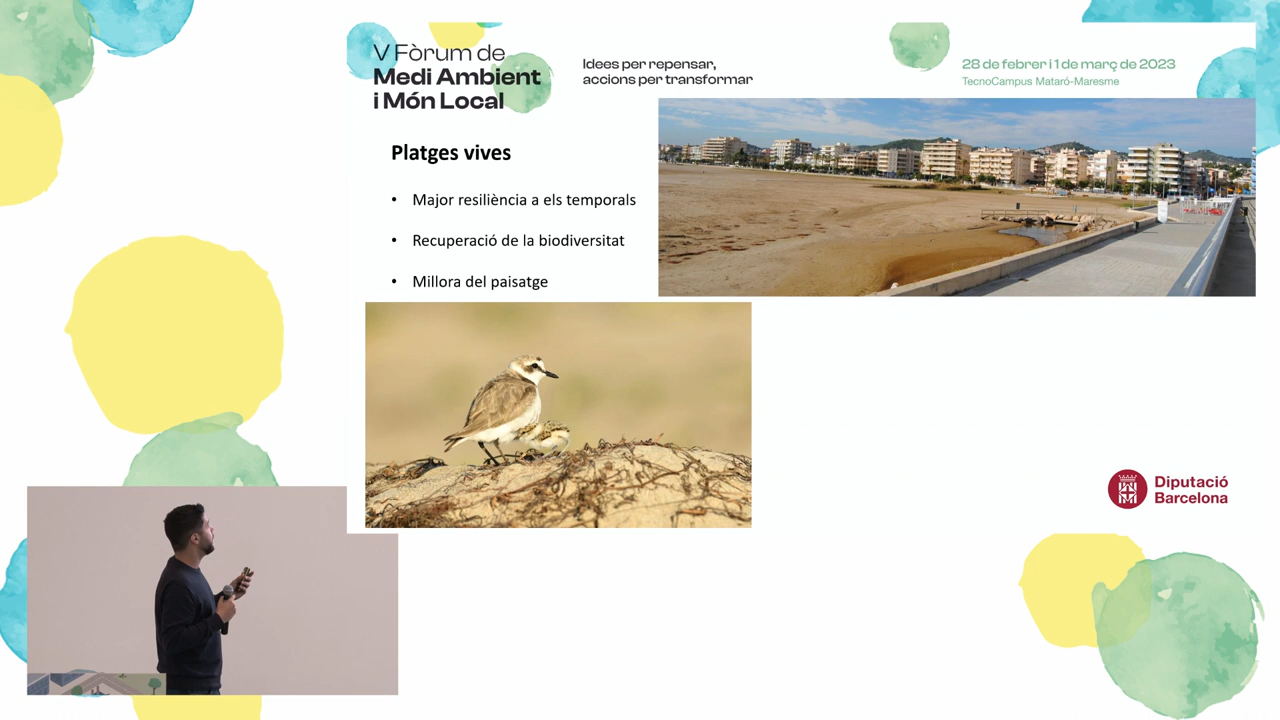 V Fòrum de
Medi Ambient
i Món Local
Idees per repensar,
accions per transformar
28 de febrer i 1 de març de 2023
TecnoCampus Mataró-Maresme
Platges vives
• Major resiliència a els temporals
• Recuperació de la biodiversitat
• Millora del paisatge
Diputació
Barcelona